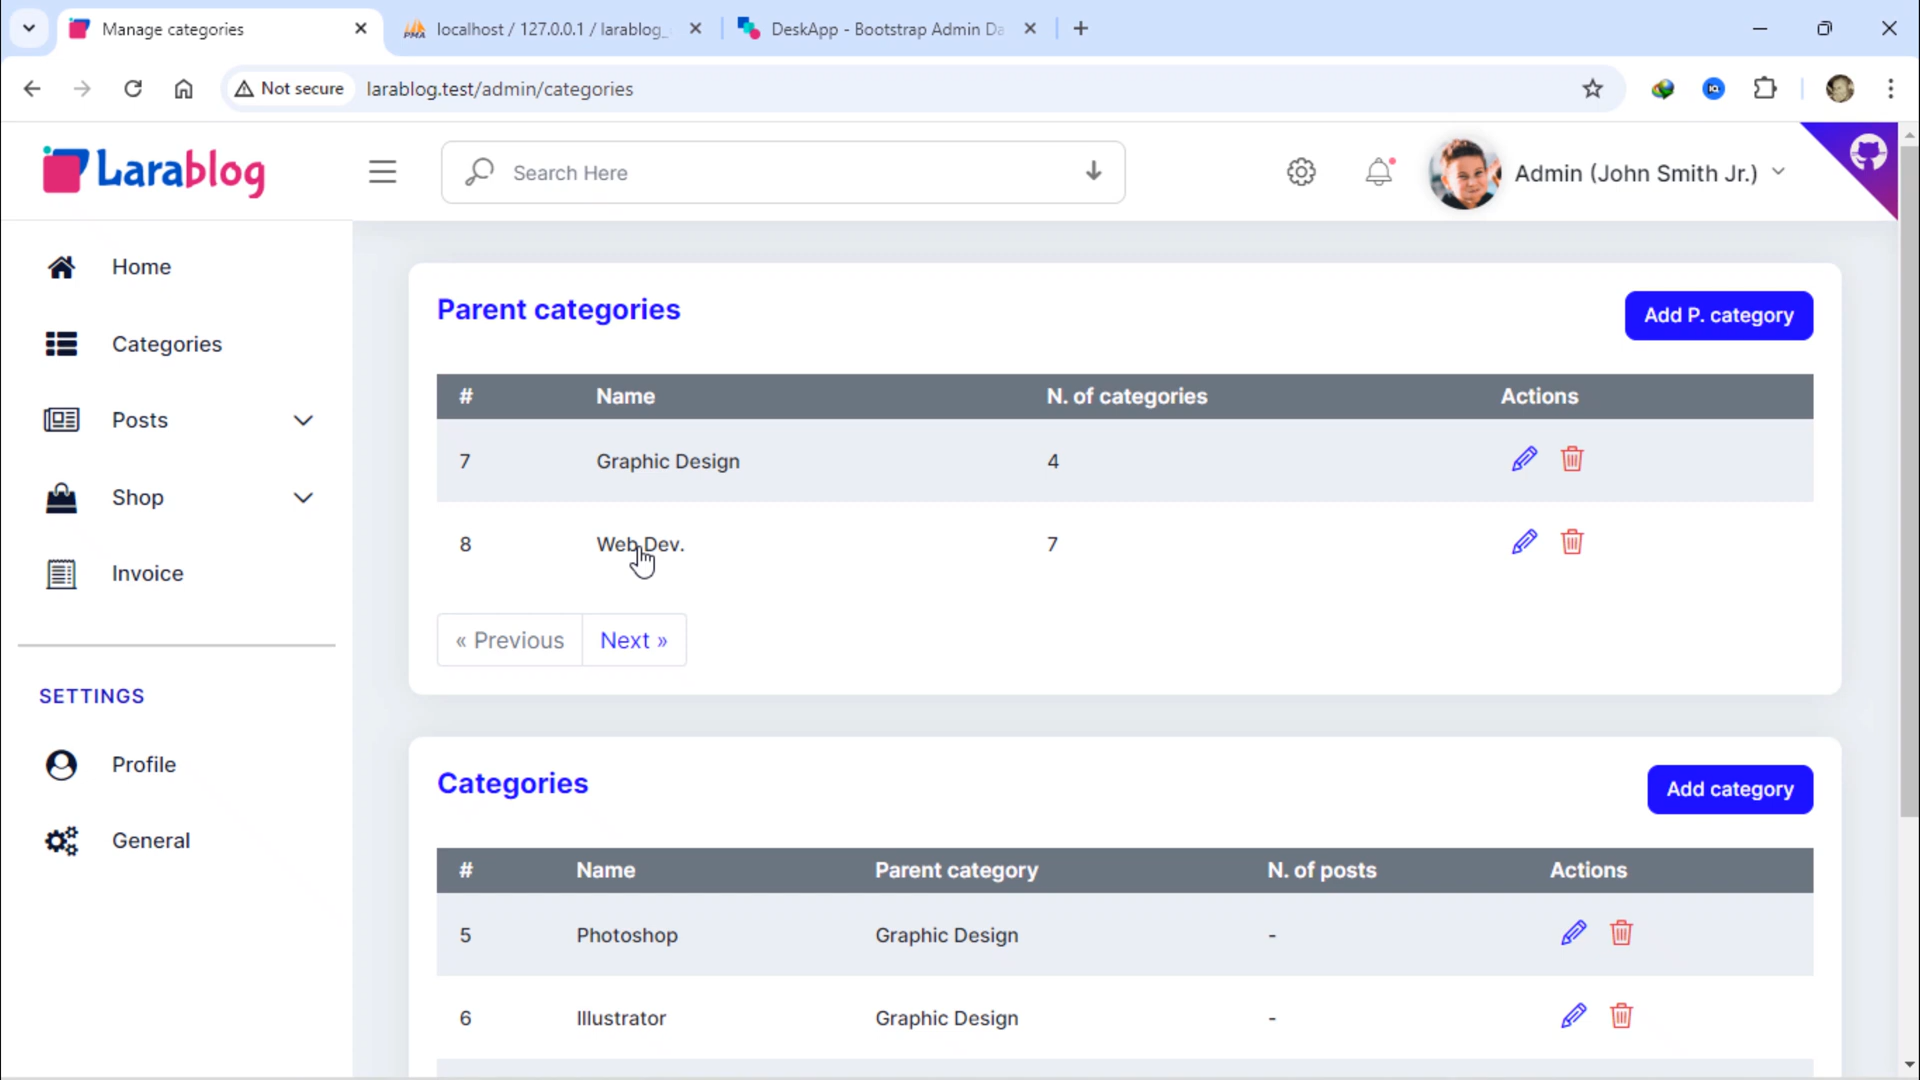 Manage categories
localhost / 127.0.0.1 / larablog_
DeskApp - Bootstrap Admin Da
Not secure
larablog.test/admin/categories
Larablog
Search Here
Admin (John Smith Jr.)
Home
Categories
Posts
Shop
Invoice
SETTINGS
Profile
General
Parent categories
Add P. category
# Name N. of categories Actions
7 Graphic Design 4
8 Web Dev. 7
« Previous Next »
Categories
Add category
# Name Parent category N. of posts Actions
5 Photoshop Graphic Design -
6 Illustrator Graphic Design -